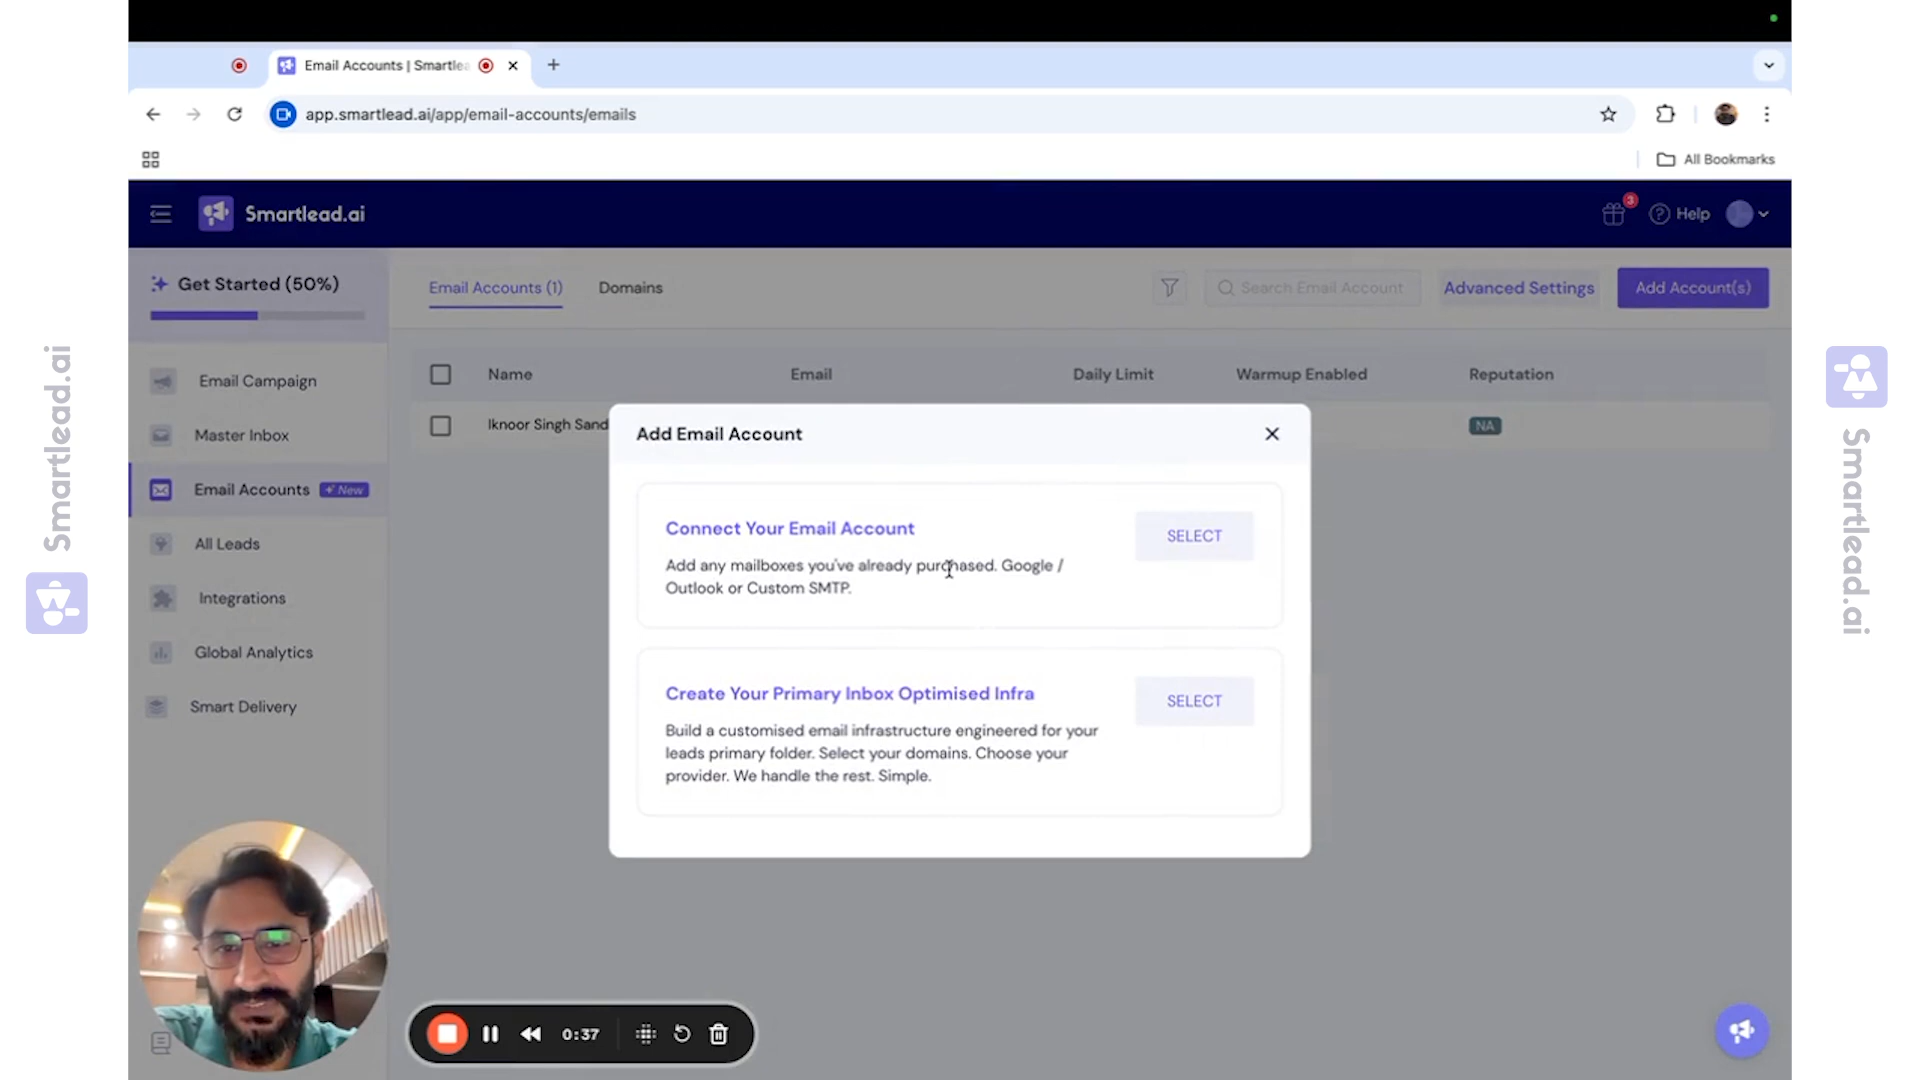 Email Accounts | Smartlea
app.smartlead.ai/app/email-accounts/emails
All Bookmarks
Smartlead.ai
3
Help
Get Started (50%)
Email Accounts (1)
Domains
Search Email Account
Advanced Settings
Add Account(s)
Email Campaign
Master Inbox
Email Accounts
New
All Leads
Integrations
Global Analytics
Smart Delivery
Name
Email
Daily Limit
Warmup Enabled
Reputation
Iknoor Singh Sand
NA
Add Email Account
Connect Your Email Account
SELECT
Add any mailboxes you've already purchased. Google /
Outlook or Custom SMTP.
Create Your Primary Inbox Optimised Infra
SELECT
Build a customised email infrastructure engineered for your
leads primary folder. Select your domains. Choose your
provider. We handle the rest. Simple.
0:37
Smartlead.ai
Smartlead.ai